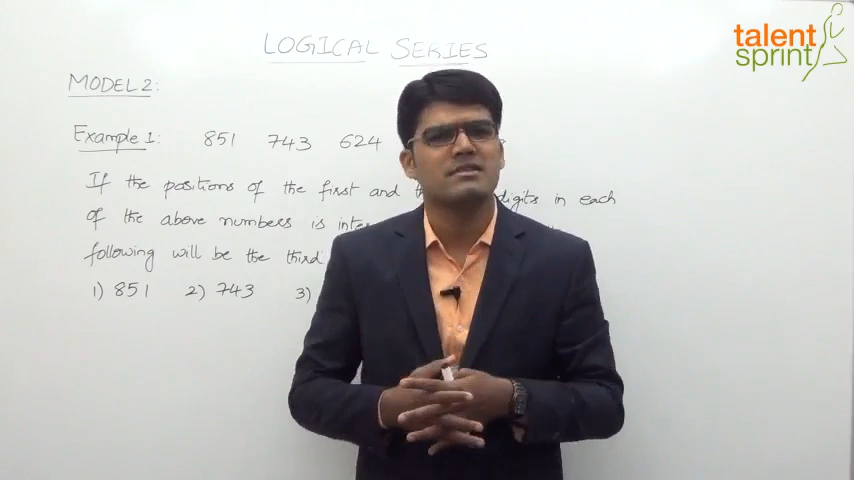 talent
sprint
LOGICAL SERIES
MODEL 2:
Example 1: 851 743 624
If the positions of the first and digits in each
of the above numbers is
following will be the third
1) 851 2) 743 3)